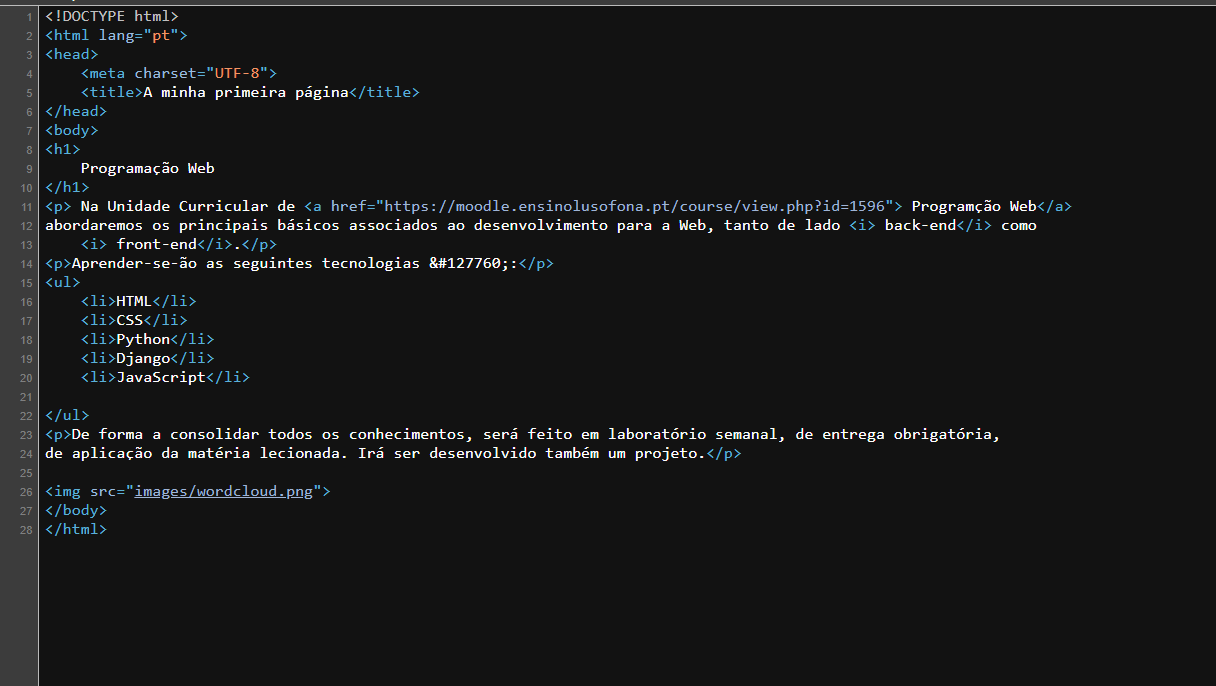 1 <!DOCTYPE html>
2 <html lang="pt">
3 <head>
4     <meta charset="UTF-8">
5     <title>A minha primeira página</title>
6 </head>
7 <body>
8 <h1>
9     Programação Web
10 </h1>
11 <p> Na Unidade Curricular de <a href="https://moodle.ensinolusofona.pt/course/view.php?id=1596"> Programção Web</a>
12 abordaremos os principais básicos associados ao desenvolvimento para a Web, tanto de lado <i> back-end</i> como
13     <i> front-end</i>.</p>
14 <p>Aprender-se-ão as seguintes tecnologias &#127760;:</p>
15 <ul>
16     <li>HTML</li>
17     <li>CSS</li>
18     <li>Python</li>
19     <li>Django</li>
20     <li>JavaScript</li>
21
22 </ul>
23 <p>De forma a consolidar todos os conhecimentos, será feito em laboratório semanal, de entrega obrigatória,
24 de aplicação da matéria lecionada. Irá ser desenvolvido também um projeto.</p>
25
26 <img src="images/wordcloud.png">
27 </body>
28 </html>